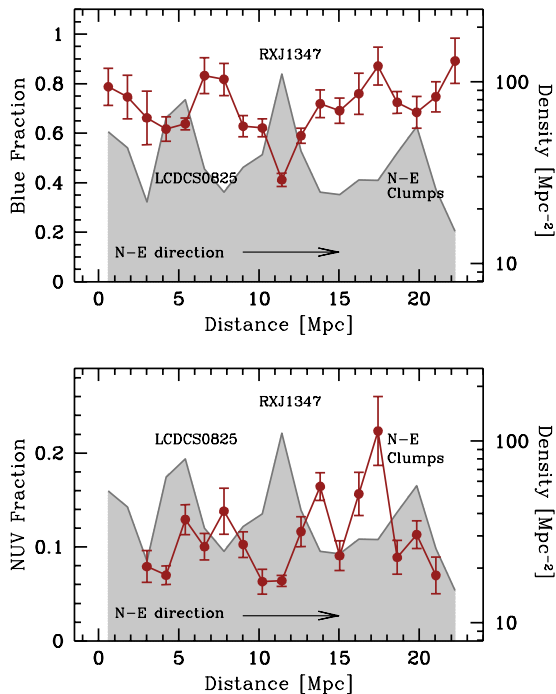 1
0.8
0.6
0.4
0.2
0
Blue Fraction
RXJ1347
LCDCS0825
N-E
Clumps
N-E direction
100
10
Density [Mpc⁻²]
0
5
10
15
20
Distance [Mpc]
0.2
0.1
0
NUV Fraction
RXJ1347
LCDCS0825
N-E
Clumps
N-E direction
100
10
Density [Mpc⁻²]
0
5
10
15
20
Distance [Mpc]